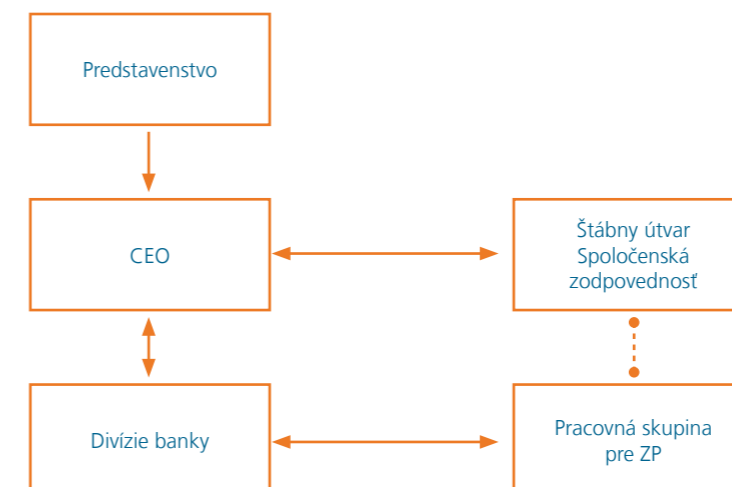 Predstavenstvo
CEO
Štábny útvar
Spoločenská
zodpovednosť
Divízie banky
Pracovná skupina
pre ZP